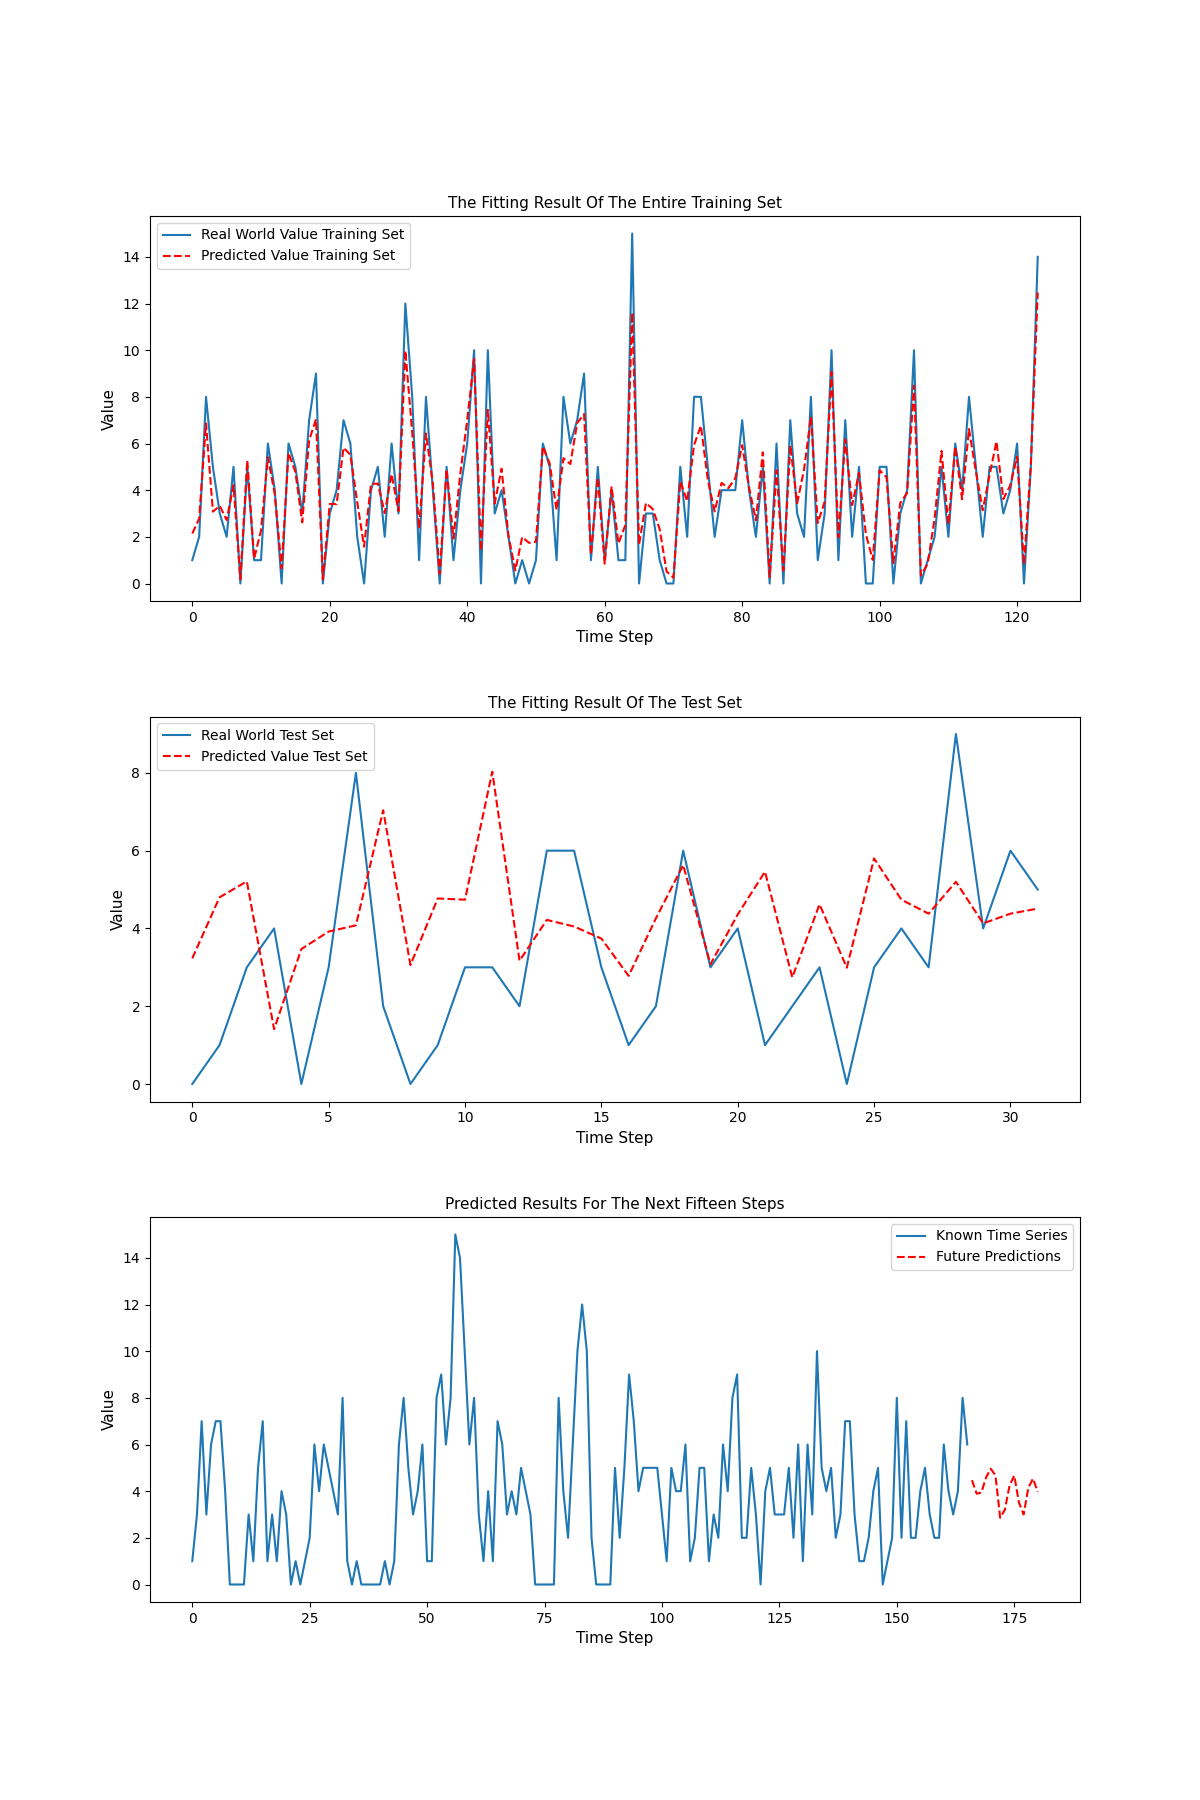 The Fitting Result Of The Entire Training Set
Real World Value Training Set
Predicted Value Training Set
Value
14
12
10
8
6
4
2
0
0 20 40 60 80 100 120
Time Step
The Fitting Result Of The Test Set
Real World Test Set
Predicted Value Test Set
Value
8
6
4
2
0
0 5 10 15 20 25 30
Time Step
Predicted Results For The Next Fifteen Steps
Known Time Series
Future Predictions
Value
14
12
10
8
6
4
2
0
0 25 50 75 100 125 150 175
Time Step